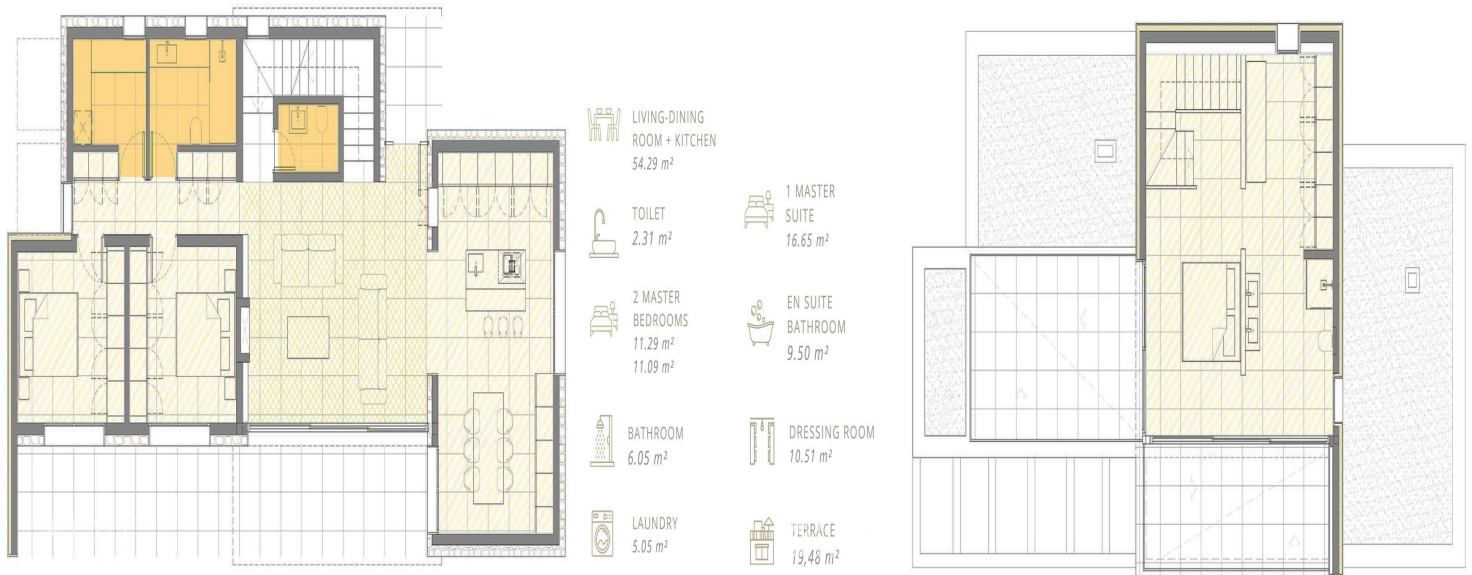 LIVING-DINING
ROOM + KITCHEN
54.29 m²
TOILET
2.31 m²
2 MASTER
BEDROOMS
11.29 m²
11.09 m²
BATHROOM
6.05 m²
LAUNDRY
5.05 m²
1 MASTER
SUITE
16.65 m²
EN SUITE
BATHROOM
9.50 m²
DRESSING ROOM
10.51 m²
TERRACE
19,48 m²